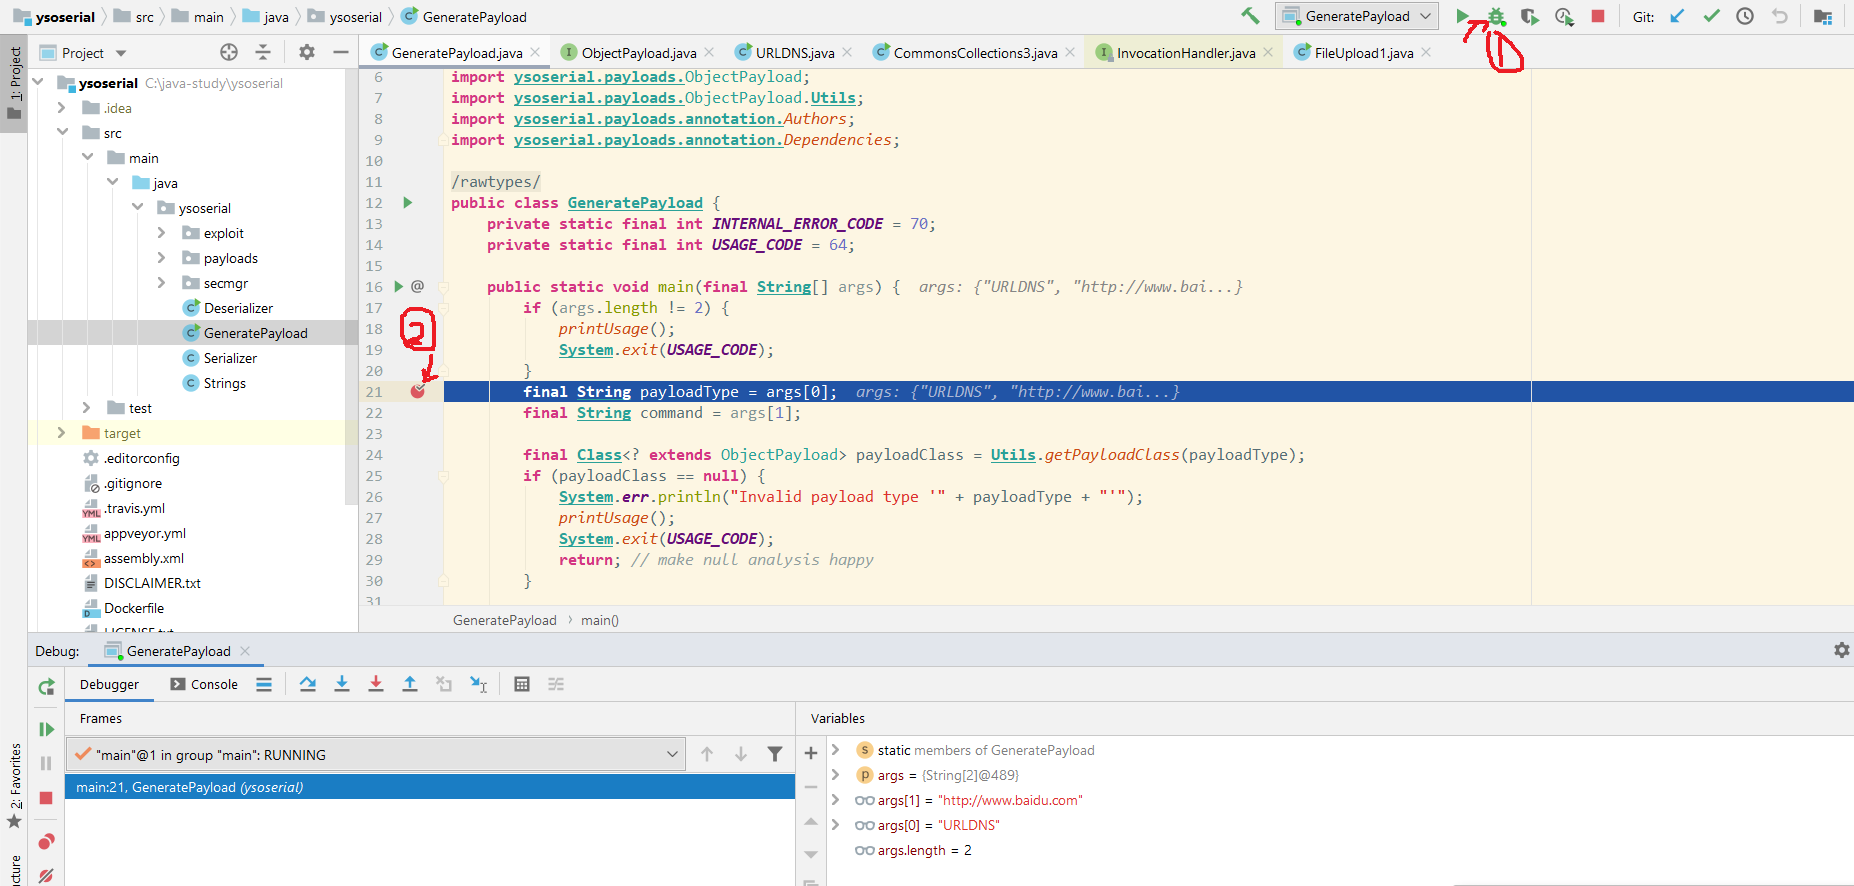 ysoserial src main java ysoserial GeneratePayload
GeneratePayload Git:
1
1: Project
Project
GeneratePayload.java ObjectPayload.java URLDNS.java CommonsCollections3.java InvocationHandler.java FileUpload1.java
ysoserial C:\java-study\ysoserial
.idea
src
main
java
ysoserial
exploit
payloads
secmgr
Deserializer
GeneratePayload
Serializer
Strings
test
target
.editorconfig
.gitignore
.travis.yml
appveyor.yml
assembly.xml
DISCLAIMER.txt
Dockerfile
LICENSE.txt
6 import ysoserial.payloads.ObjectPayload;
7 import ysoserial.payloads.ObjectPayload.Utils;
8 import ysoserial.payloads.annotation.Authors;
9 import ysoserial.payloads.annotation.Dependencies;
10
11 /rawtypes/
12 public class GeneratePayload {
13 private static final int INTERNAL_ERROR_CODE = 70;
14 private static final int USAGE_CODE = 64;
15
16 @ public static void main(final String[] args) { args: {"URLDNS", "http://www.bai...}
17 if (args.length != 2) {
18 printUsage();
2
19 System.exit(USAGE_CODE);
20 }
21 final String payloadType = args[0]; args: {"URLDNS", "http://www.bai...}
22 final String command = args[1];
23
24 final Class<? extends ObjectPayload> payloadClass = Utils.getPayloadClass(payloadType);
25 if (payloadClass == null) {
26 System.err.println("Invalid payload type '" + payloadType + "'");
27 printUsage();
28 System.exit(USAGE_CODE);
29 return; // make null analysis happy
30 }
31
GeneratePayload main()
Debug: GeneratePayload
Debugger Console
Frames
"main"@1 in group "main": RUNNING
main:21, GeneratePayload (ysoserial)
Variables
static members of GeneratePayload
args = {String[2]@489}
args[1] = "http://www.baidu.com"
args[0] = "URLDNS"
args.length = 2
2: Favorites